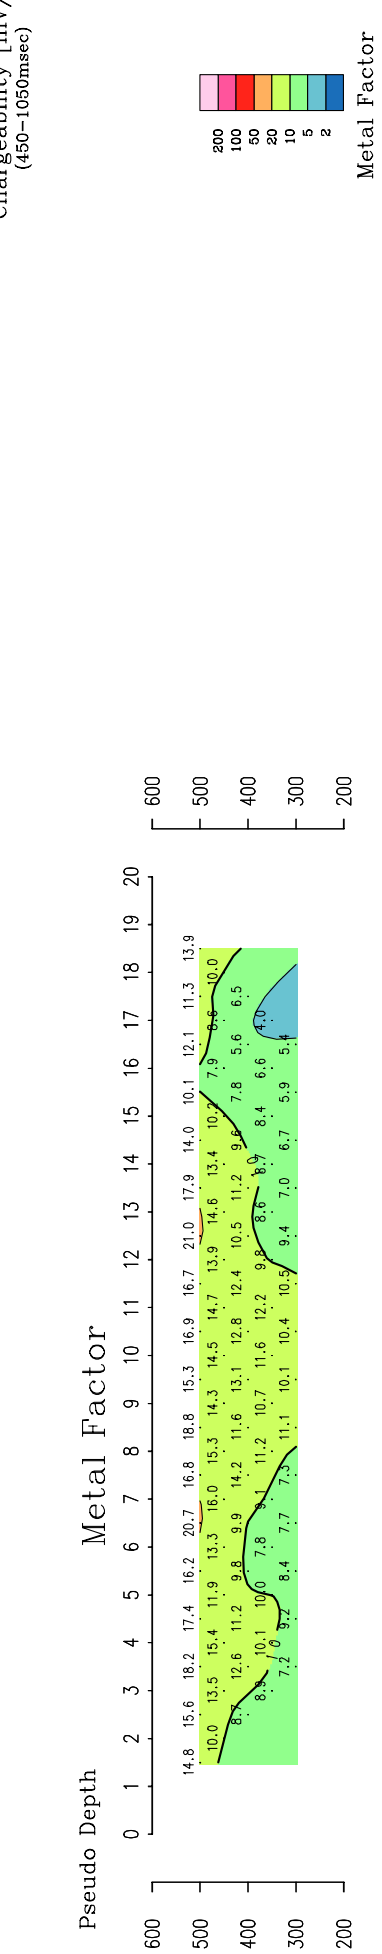 Chargeability [mV/
(450-1050msec)
Pseudo Depth
Metal Factor
0 1 2 3 4 5 6 7 8 9 10 11 12 13 14 15 16 17 18 19 20
600 600
500 500
400 400
300 300
200 200
14.8 15.6 18.2 17.4 16.2 20.7 16.8 18.8 15.3 16.9 16.7 21.0 17.9 14.0 10.1 12.1 11.3 13.9
10.0 13.5 15.4 11.9 13.3 16.0 15.3 14.3 14.5 14.7 13.9 14.6 13.4 10.2 7.9 8.6 10.0
8.7 12.6 11.2 9.8 9.9 14.2 11.6 13.1 12.8 12.4 10.5 11.2 9.6 7.8 5.6 6.5
8.9 10.1 10.0 7.8 9.1 11.2 10.7 11.6 12.2 9.8 8.6 8.7 8.4 6.6 4.0
7.2 9.2 8.4 7.7 7.3 11.1 10.1 10.4 10.5 9.4 7.0 6.7 5.9 5.4
10
200
100
50
20
10
5
2
Metal Factor